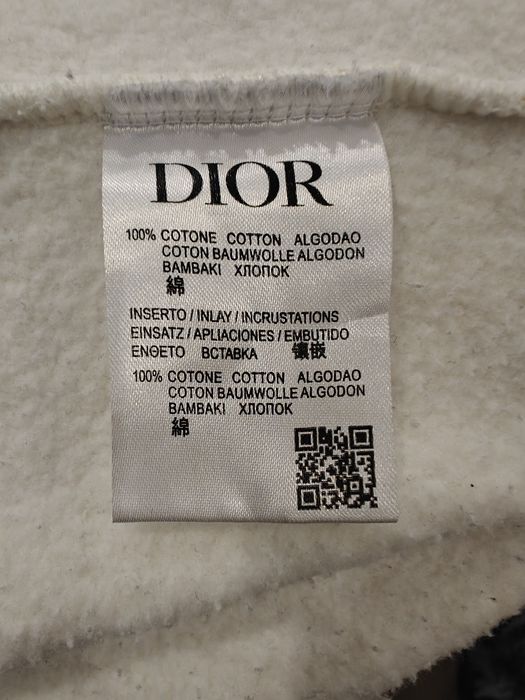 DIOR
100% COTONE COTTON ALGODAO
COTON BAUMWOLLE ALGODON
BAMBAKI ХЛОПОК
綿
INSERTO / INLAY / INCRUSTATIONS
EINSATZ / APLIACIONES / EMBUTIDO
ΕΝΘΕΤΟ ВСТАВКА 镶嵌
100% COTONE COTTON ALGODAO
COTON BAUMWOLLE ALGODON
BAMBAKI ХЛОПОК
綿